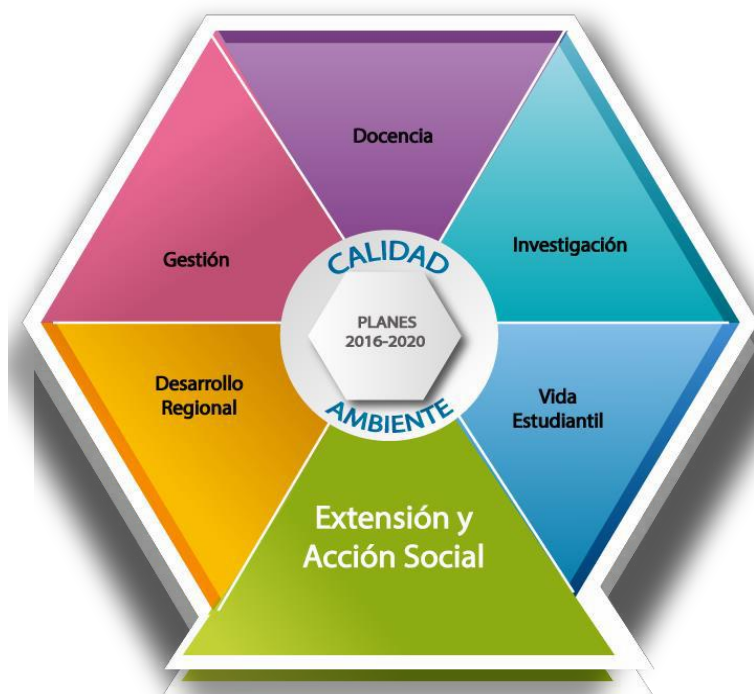 Docencia
Gestión
Investigación
CALIDAD
PLANES
2016-2020
AMBIENTE
Desarrollo
Regional
Vida
Estudiantil
Extensión y
Acción Social